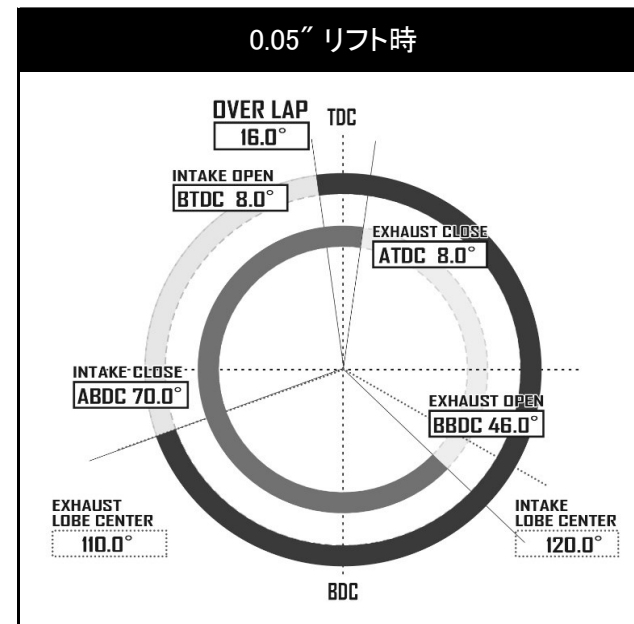 0.05″ リフト時
OVER LAP
16.0°
TDC
INTAKE OPEN
BTDC 8.0°
EXHAUST CLOSE
ATDC 8.0°
INTAKE CLOSE
ABDC 70.0°
EXHAUST OPEN
BBDC 46.0°
EXHAUST
LOBE CENTER
110.0°
INTAKE
LOBE CENTER
120.0°
BDC